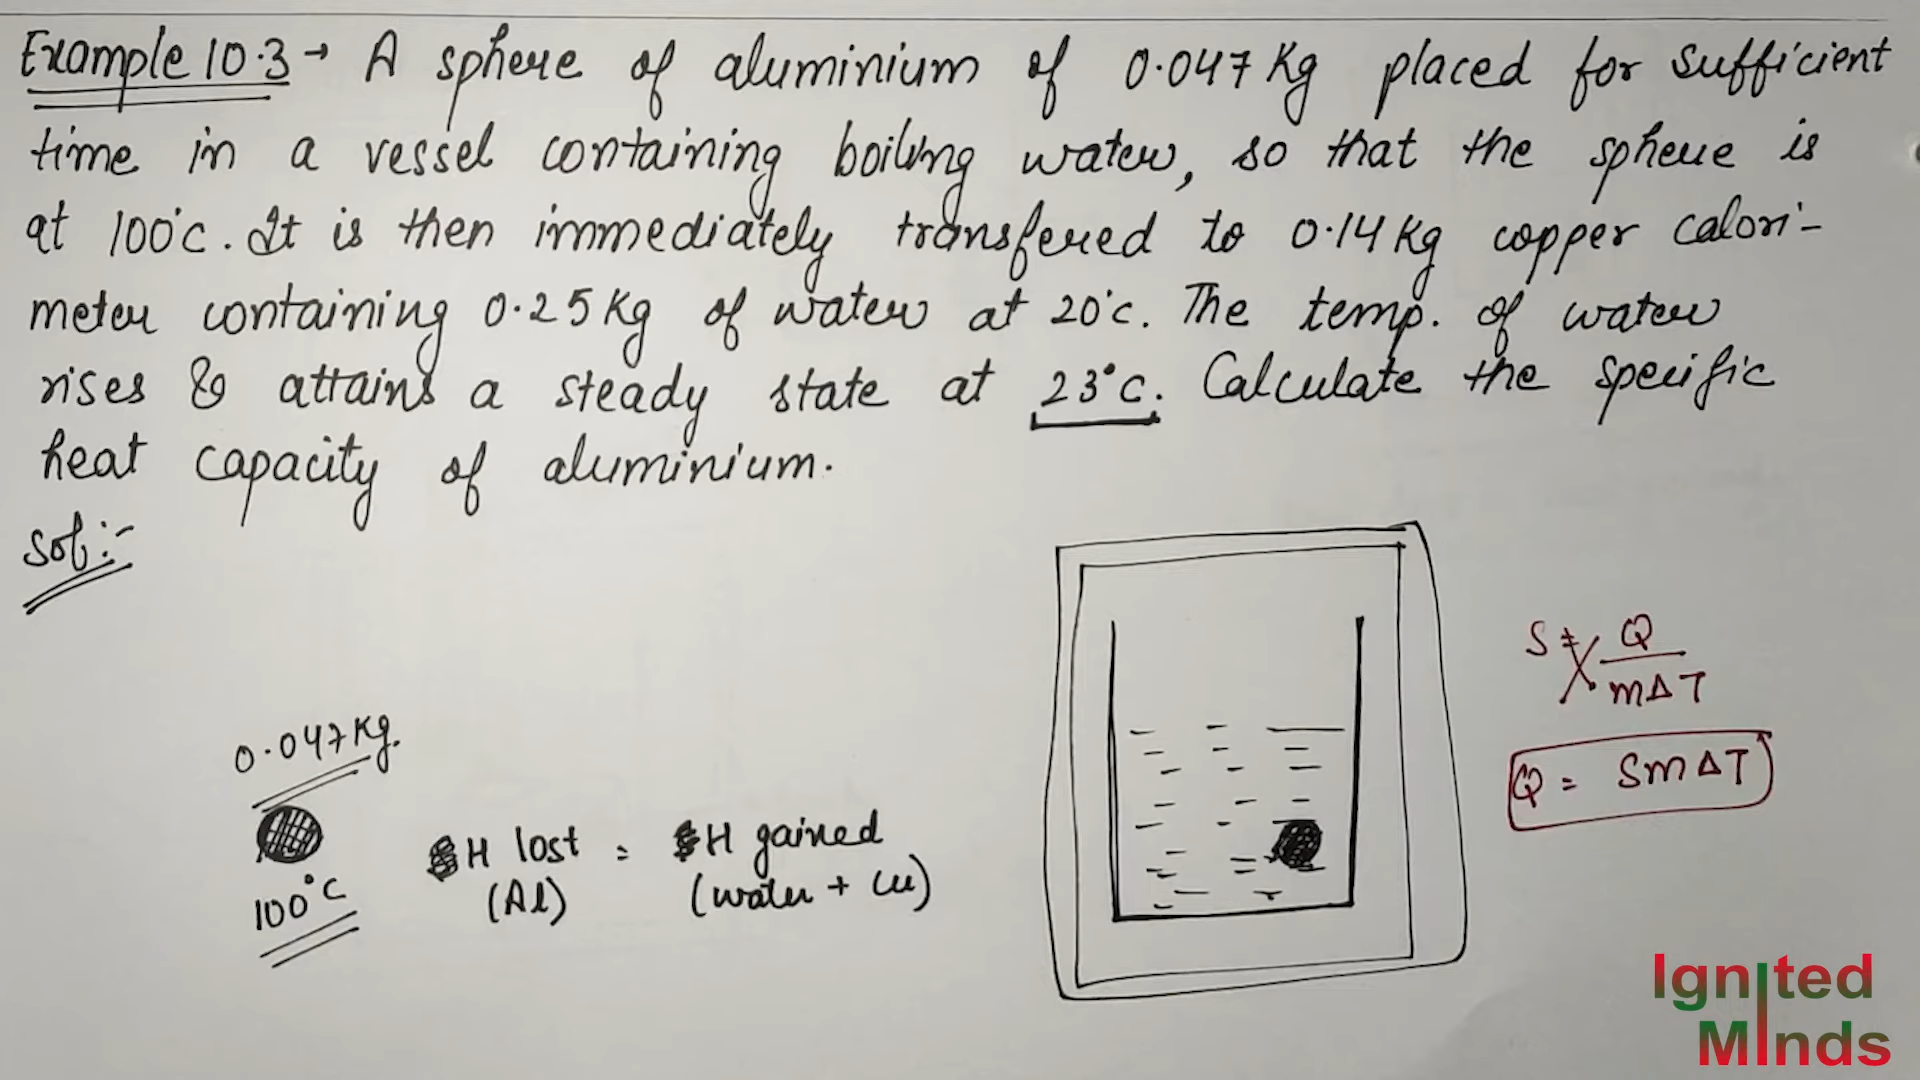 Example 10.3 → A sphere of aluminium of 0.047 Kg placed for sufficient
time in a vessel containing boiling water, so that the sphere is
at 100°C. It is then immediately transfered to 0.14 Kg copper calori-
meter containing 0.25 Kg of water at 20°C. The temp. of water
rises & attains a steady state at 23°C. Calculate the specific
heat capacity of aluminium.
Sol:-
S = Q / mΔT
0.047 Kg.
Q = SmΔT
H lost = H gained
(Al) (water + Cu)
100°C
Ignited
Minds